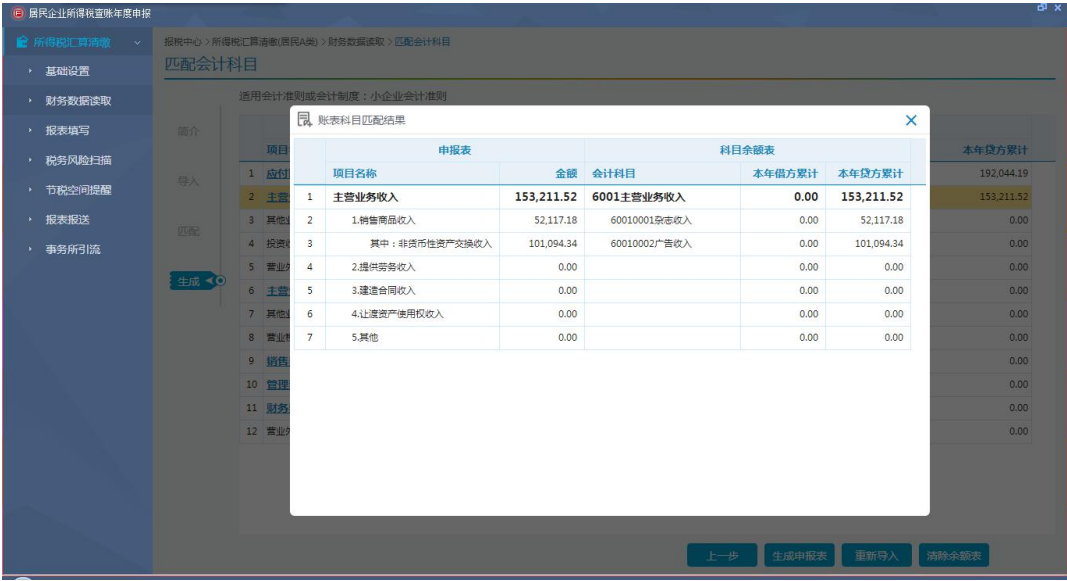 居民企业所得税查账年度申报
所得税汇算清缴
基础设置
财务数据读取
报表填写
税务风险扫描
节税空间提醒
报表报送
事务所引流
报税中心 > 所得税汇算清缴(居民A类) > 财务数据读取 > 匹配会计科目
匹配会计科目
适用会计准则或会计制度：小企业会计准则
简介
导入
匹配
生成
账表科目匹配结果
申报表 科目余额表
项目名称 金额 会计科目 本年借方累计 本年贷方累计
1 主营业务收入 153,211.52 6001主营业务收入 0.00 153,211.52
2 1.销售商品收入 52,117.18 60010001杂志收入 0.00 52,117.18
3 其中：非货币性资产交换收入 101,094.34 60010002广告收入 0.00 101,094.34
4 2.提供劳务收入 0.00 0.00 0.00
5 3.建造合同收入 0.00 0.00 0.00
6 4.让渡资产使用权收入 0.00 0.00 0.00
7 5.其他 0.00 0.00 0.00
项目 本年贷方累计
1 应付 192,044.19
2 主营 153,211.52
3 其他 0.00
4 投资 0.00
5 营业 0.00
6 主营 0.00
7 其他 0.00
8 营业 0.00
9 销售 0.00
10 管理 0.00
11 财务 0.00
12 营业 0.00
上一步 生成申报表 重新导入 清除余额表